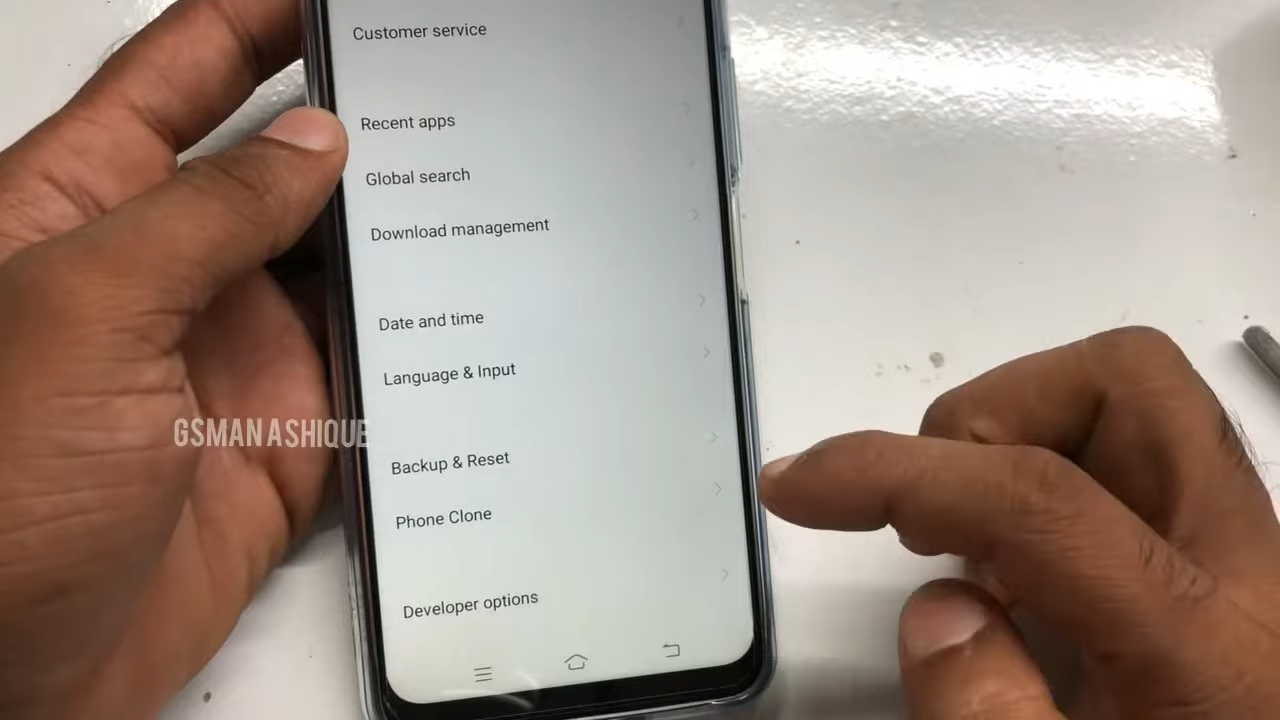 Customer service
Recent apps
Global search
Download management
Date and time
Language & Input
GSMAN ASHIQUE
Backup & Reset
Phone Clone
Developer options